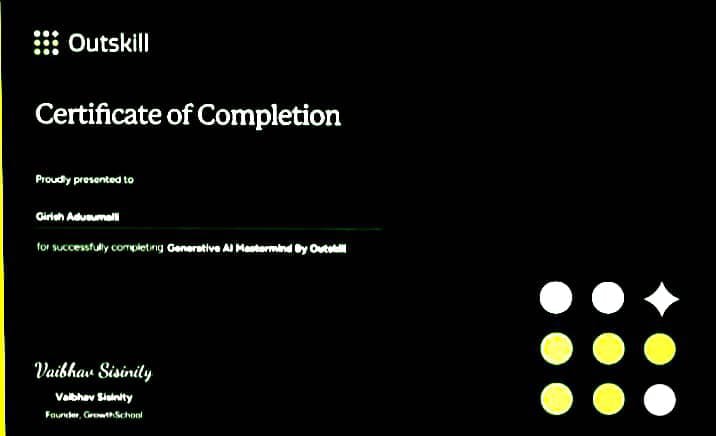 Outskill
Certificate of Completion
Proudly presented to
Girish Adusumalli
for successfully completing Generative AI Mastermind By Outskill
Vaibhav Sisinity
Vaibhav Sisinity
Founder, GrowthSchool